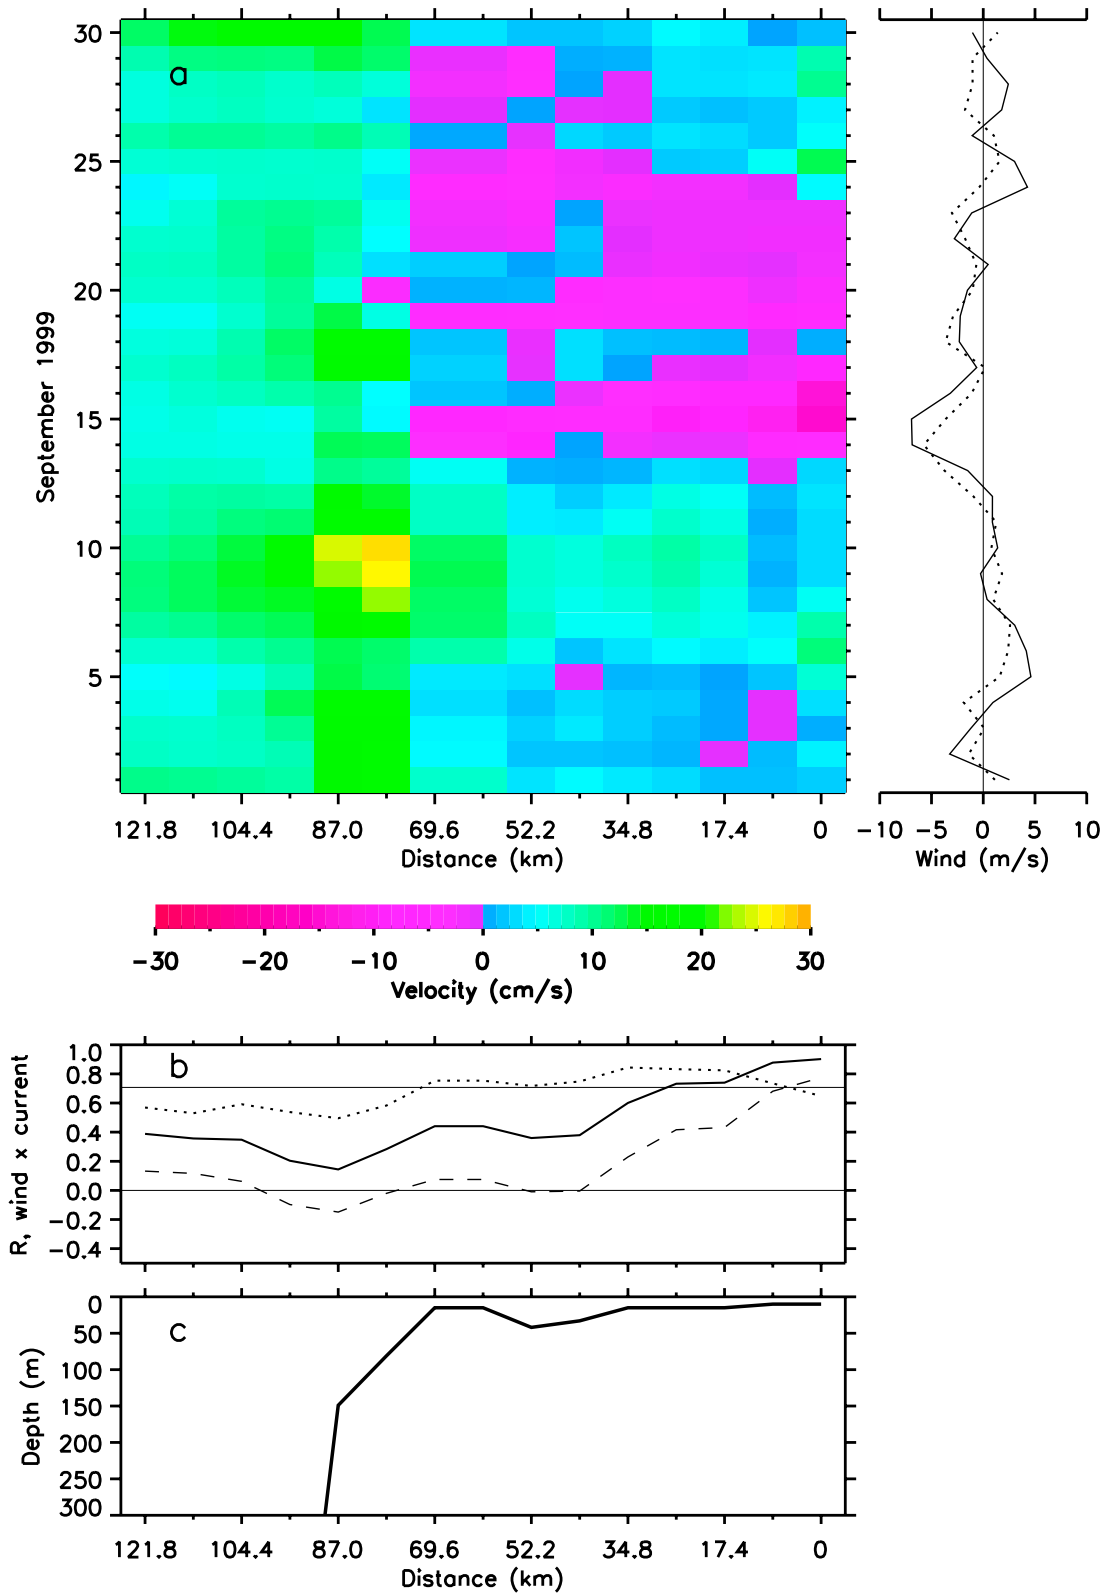 30
a
25
20
15
10
5
September 1999
121.8 104.4 87.0 69.6 52.2 34.8 17.4 0
Distance (km)
-10 -5 0 5 10
Wind (m/s)
-30 -20 -10 0 10 20 30
Velocity (cm/s)
b
1.0
0.8
0.6
0.4
0.2
0.0
-0.2
-0.4
R, wind x current
c
0
50
100
150
200
250
300
Depth (m)
121.8 104.4 87.0 69.6 52.2 34.8 17.4 0
Distance (km)